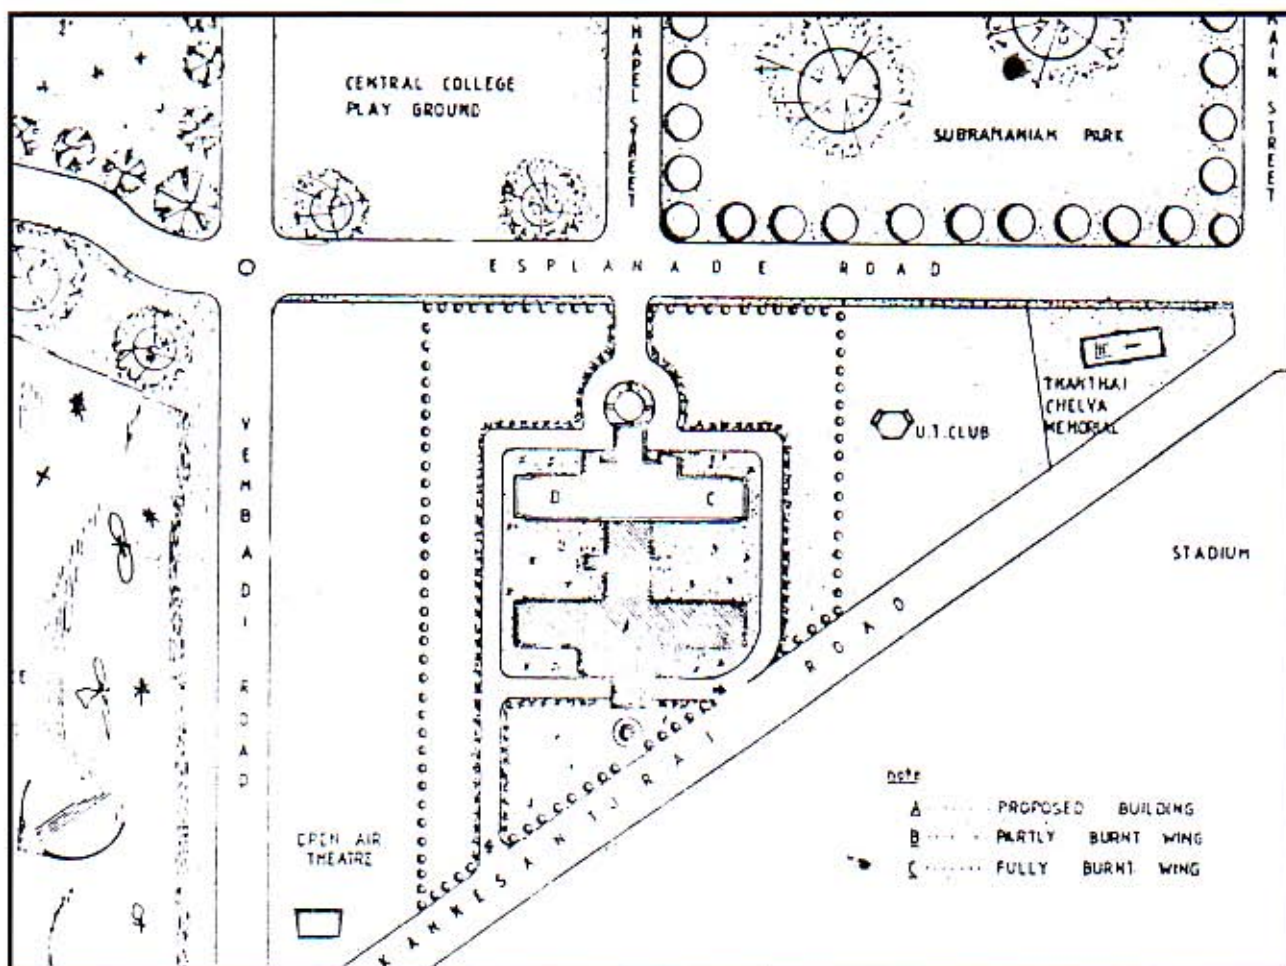 CENTRAL COLLEGE
PLAY GROUND
CHAPEL STREET
SUBRAMANIAM PARK
MAIN STREET
ESPLANADE ROAD
THANTHAI
CHELVA
MEMORIAL
U.T.CLUB
VEMBADI ROAD
D
C
A
STADIUM
KANKESANTURAI ROAD
OPEN AIR
THEATRE
note
A ........ PROPOSED BUILDING
B ........ PARTLY BURNT WING
C ........ FULLY BURNT WING